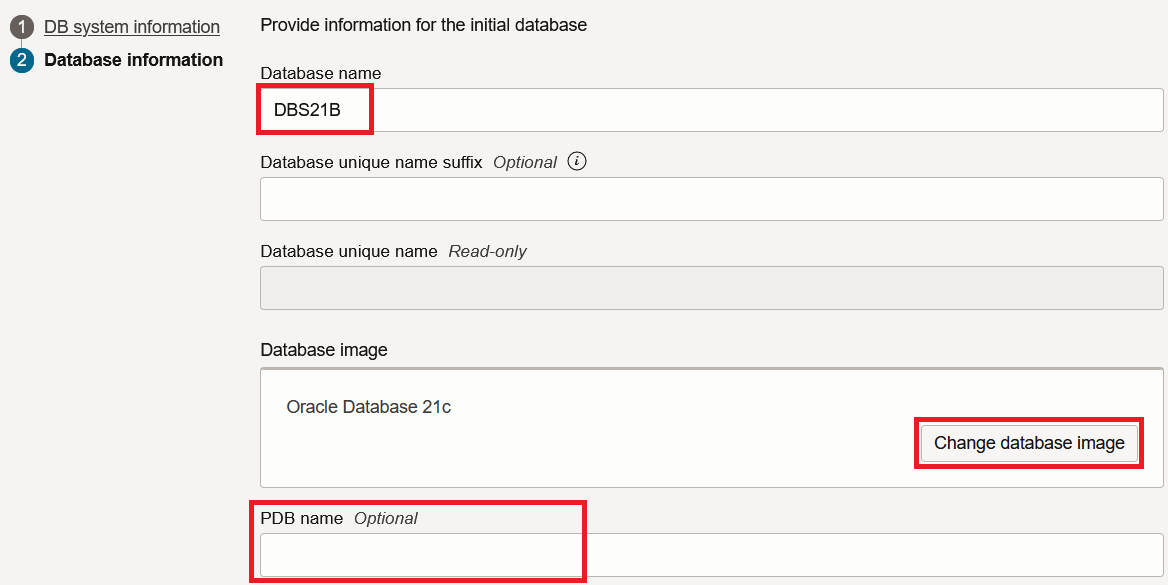 1 DB system information
2 Database information
Provide information for the initial database
Database name
DBS21B
Database unique name suffix Optional i
Database unique name Read-only
Database image
Oracle Database 21c
Change database image
PDB name Optional